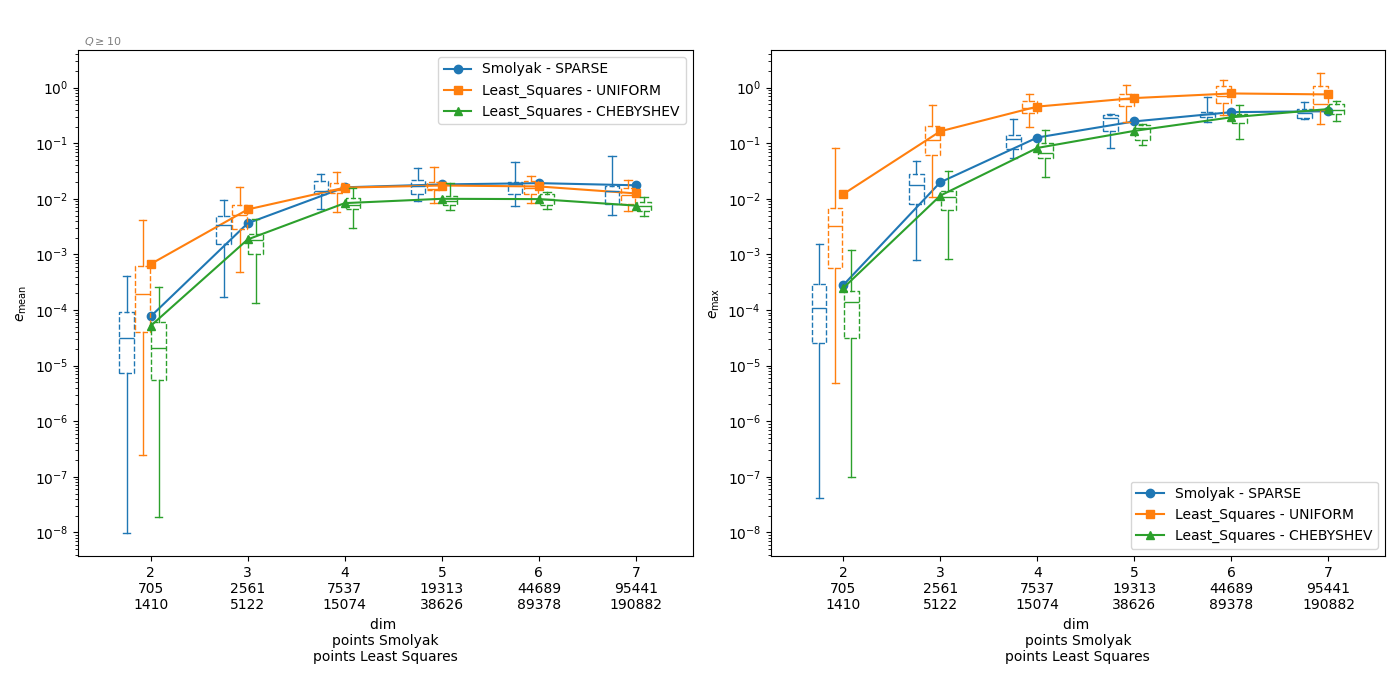 Q ≥ 10
Smolyak - SPARSE
Least_Squares - UNIFORM
Least_Squares - CHEBYSHEV
10⁰
10⁻¹
10⁻²
10⁻³
10⁻⁴
10⁻⁵
10⁻⁶
10⁻⁷
10⁻⁸
e_mean
2 3 4 5 6 7
705 2561 7537 19313 44689 95441
1410 5122 15074 38626 89378 190882
dim
points Smolyak
points Least Squares
10⁰
10⁻¹
10⁻²
10⁻³
10⁻⁴
10⁻⁵
10⁻⁶
10⁻⁷
10⁻⁸
e_max
Smolyak - SPARSE
Least_Squares - UNIFORM
Least_Squares - CHEBYSHEV
2 3 4 5 6 7
705 2561 7537 19313 44689 95441
1410 5122 15074 38626 89378 190882
dim
points Smolyak
points Least Squares